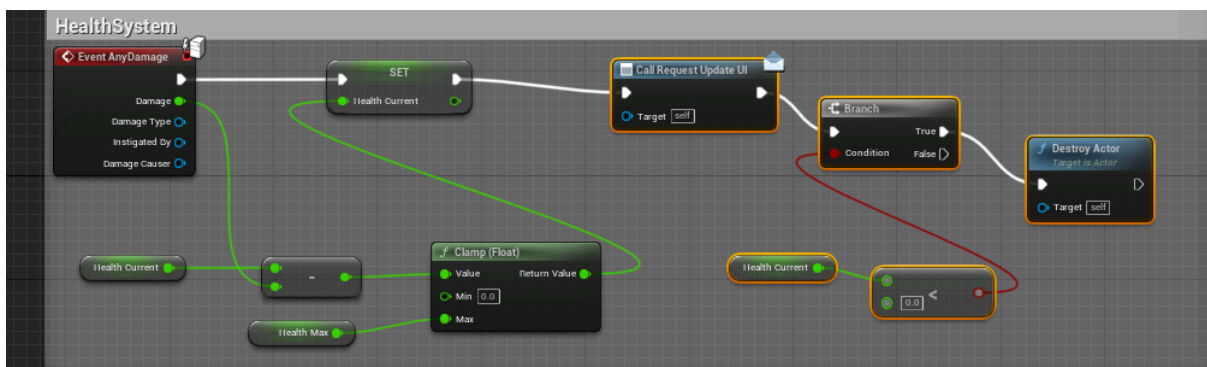 HealthSystem
Event AnyDamage
Damage
Damage Type
Instigated By
Damage Causer
SET
Health Current
Call Request Update UI
Target self
Branch
True
Condition
False
Destroy Actor
Target is Actor
Target self
Health Current
-
Health Max
Clamp (Float)
Value
Return Value
Min 0.0
Max
Health Current
<
0.0